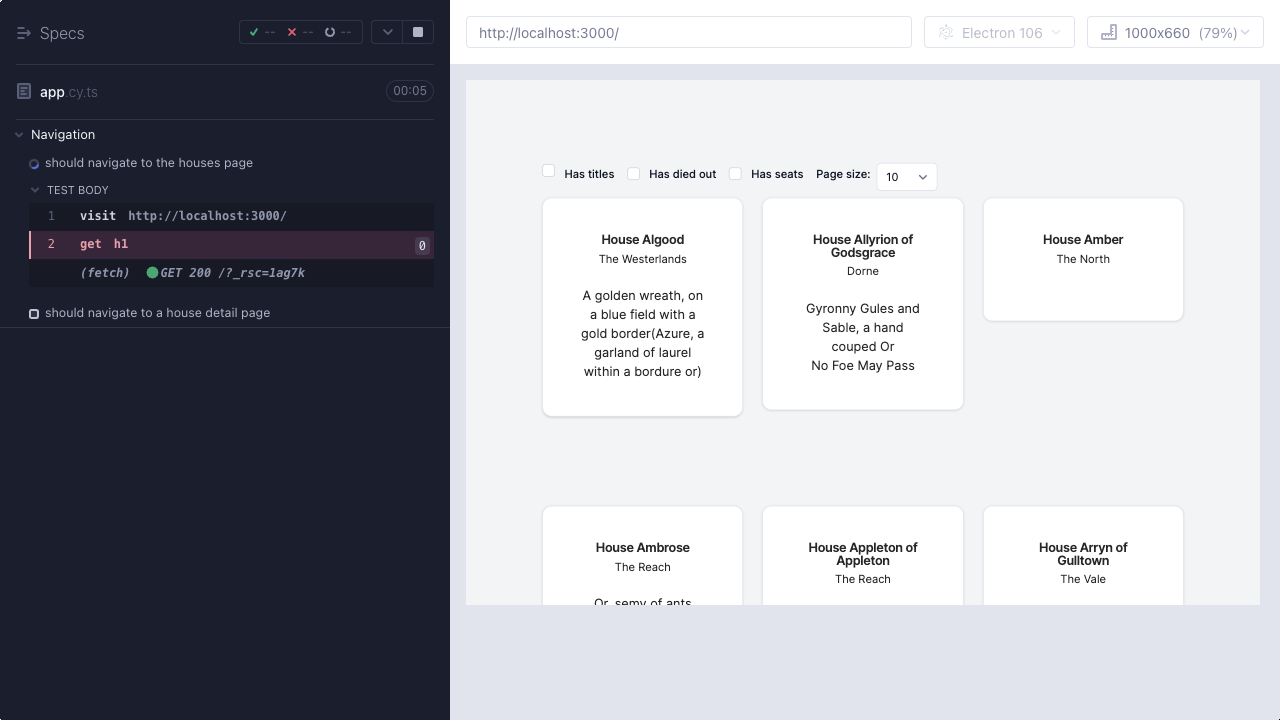 Specs
-- -- --
app.cy.ts
00:05
Navigation
should navigate to the houses page
TEST BODY
1 visit http://localhost:3000/
2 get h1 0
(fetch) GET 200 /?_rsc=1ag7k
should navigate to a house detail page
http://localhost:3000/
Electron 106
1000x660 (79%)
Has titles
Has died out
Has seats
Page size:
10
House Algood
The Westerlands
A golden wreath, on
a blue field with a
gold border(Azure, a
garland of laurel
within a bordure or)
House Allyrion of
Godsgrace
Dorne
Gyronny Gules and
Sable, a hand
couped Or
No Foe May Pass
House Amber
The North
House Ambrose
The Reach
Or, semy of ants
House Appleton of
Appleton
The Reach
House Arryn of
Gulltown
The Vale